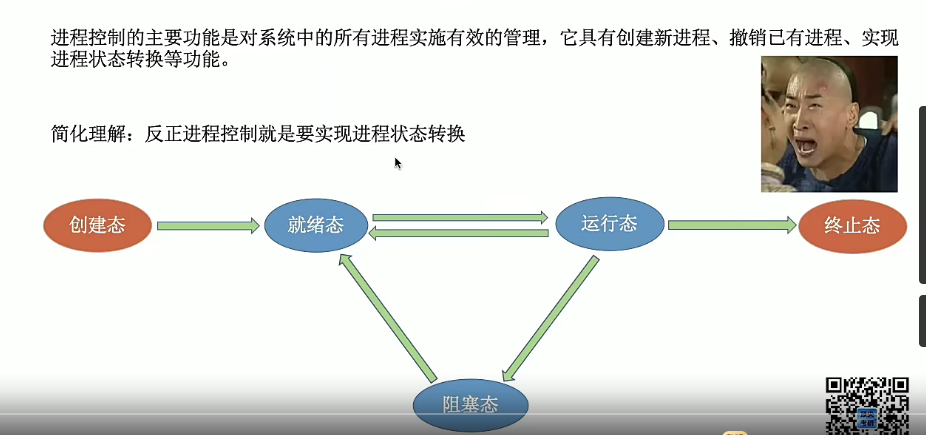 进程控制的主要功能是对系统中的所有进程实施有效的管理，它具有创建新进程、撤销已有进程、实现
进程状态转换等功能。
简化理解：反正进程控制就是要实现进程状态转换
创建态
就绪态
运行态
终止态
阻塞态